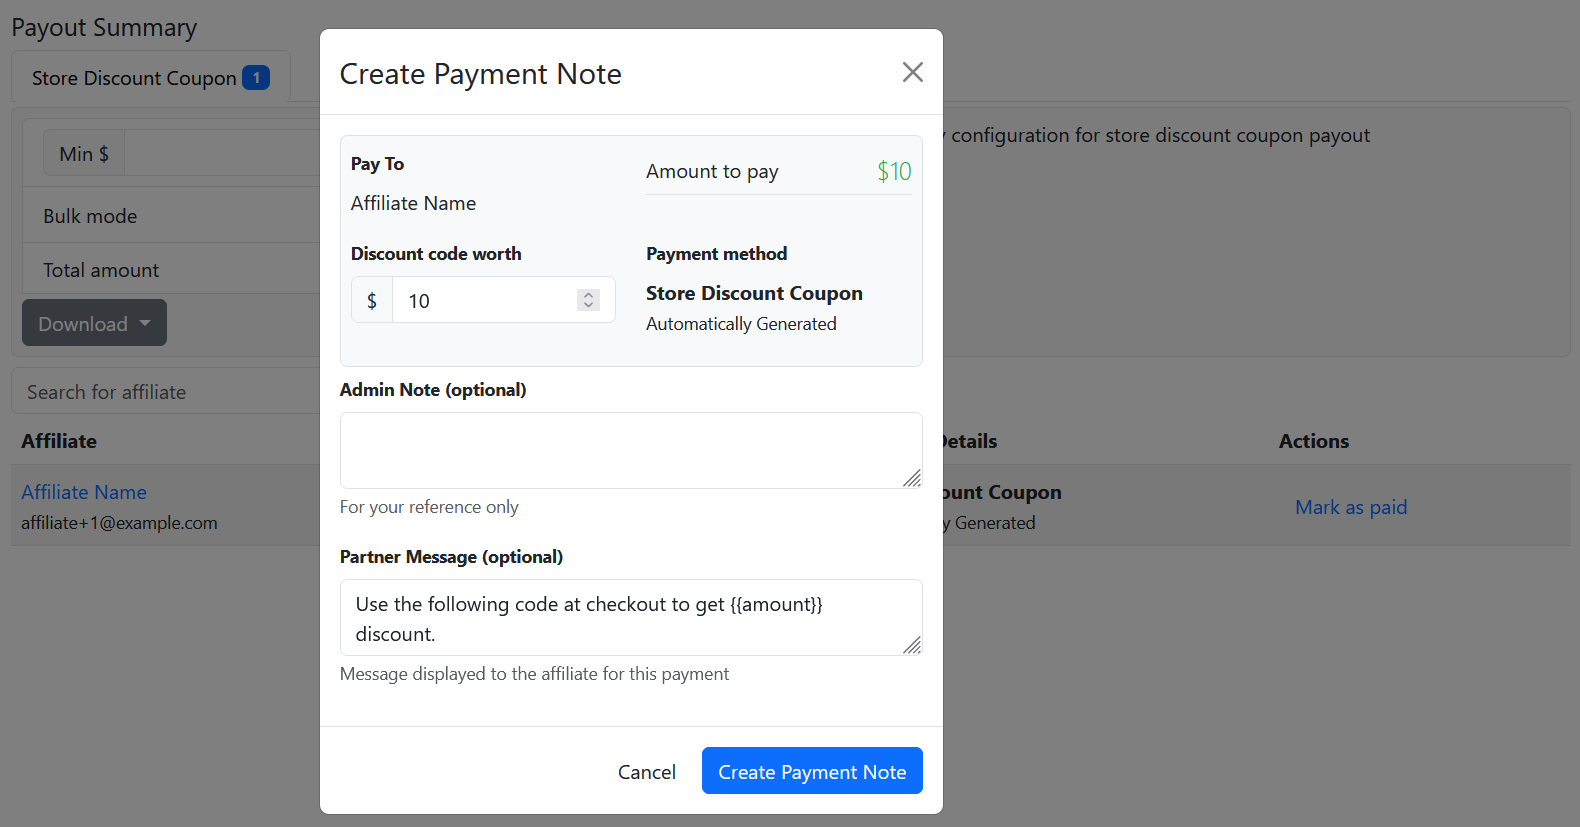 Payout Summary
Store Discount Coupon 1
Min $
configuration for store discount coupon payout
Bulk mode
Total amount
Download
Search for affiliate
Affiliate
Details
Actions
Affiliate Name
affiliate+1@example.com
Coupon
Generated
Mark as paid
Create Payment Note
Pay To
Affiliate Name
Amount to pay
$10
Discount code worth
$ 10
Payment method
Store Discount Coupon
Automatically Generated
Admin Note (optional)
For your reference only
Partner Message (optional)
Use the following code at checkout to get {{amount}}
discount.
Message displayed to the affiliate for this payment
Cancel
Create Payment Note